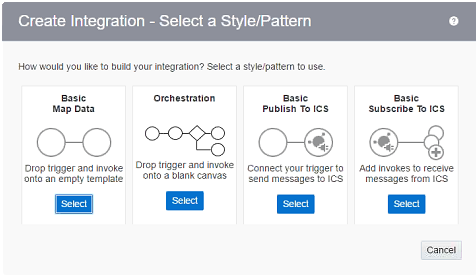 Create Integration - Select a Style/Pattern
?
How would you like to build your integration? Select a style/pattern to use.
Basic
Map Data
Drop trigger and invoke
onto an empty template
Select
Orchestration
Drop trigger and invoke
onto a blank canvas
Select
Basic
Publish To ICS
Connect your trigger to
send messages to ICS
Select
Basic
Subscribe To ICS
Add invokes to receive
messages from ICS
Select
Cancel